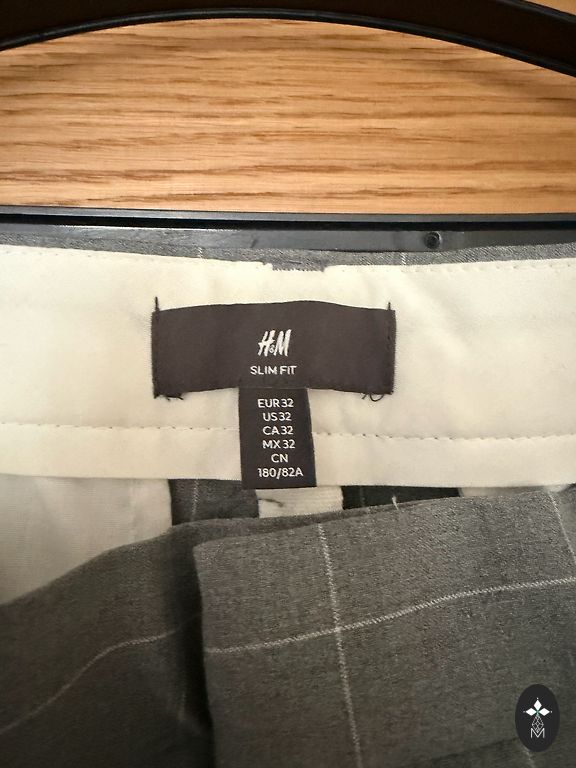 H&M
SLIM FIT
EUR 32
US 32
CA 32
MX 32
CN
180/82A
M